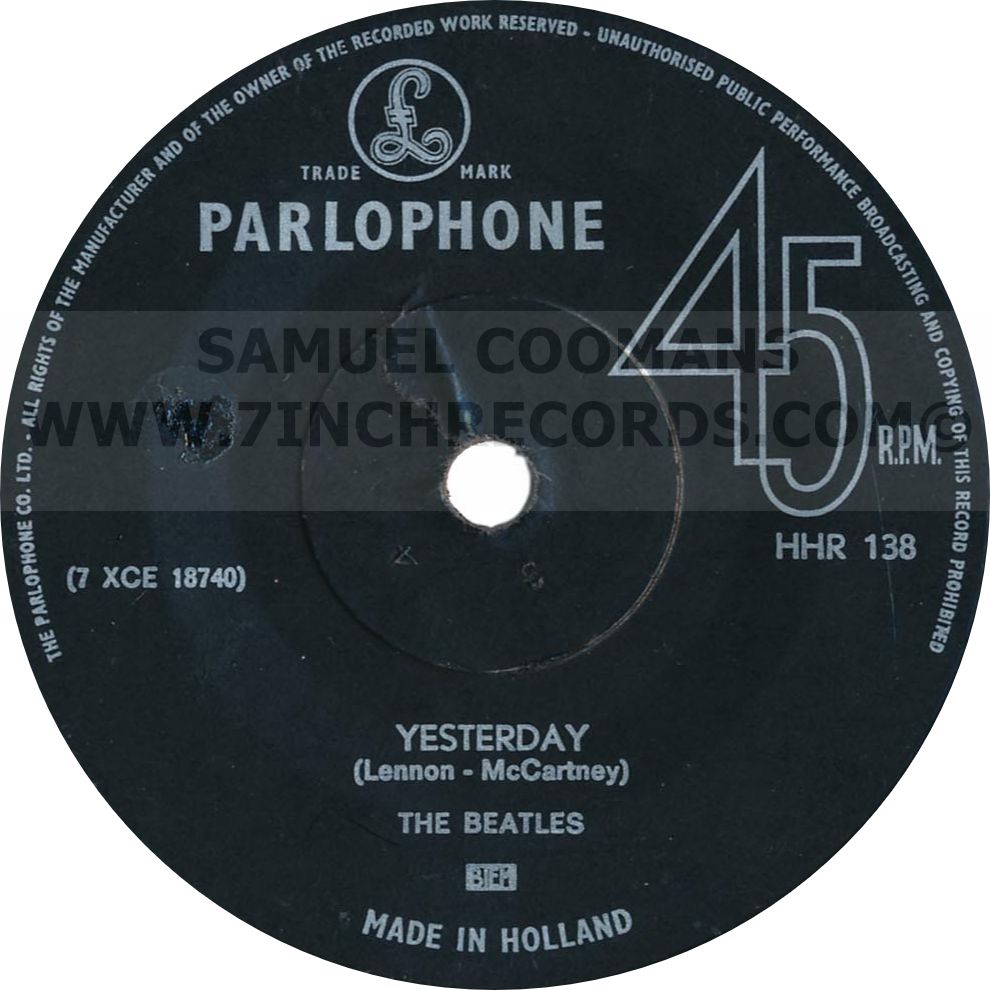 THE PARLOPHONE CO. LTD. - ALL RIGHTS OF THE MANUFACTURER AND OF THE OWNER OF THE RECORDED WORK RESERVED - UNAUTHORISED PUBLIC PERFORMANCE BROADCASTING AND COPYING OF THIS RECORD PROHIBITED
£
TRADE MARK
PARLOPHONE
45
R.P.M.
SAMUEL COOMANS
WWW.7INCHRECORDS.COM©
HHR 138
(7 XCE 18740)
YESTERDAY
(Lennon - McCartney)
THE BEATLES
BIEM
MADE IN HOLLAND